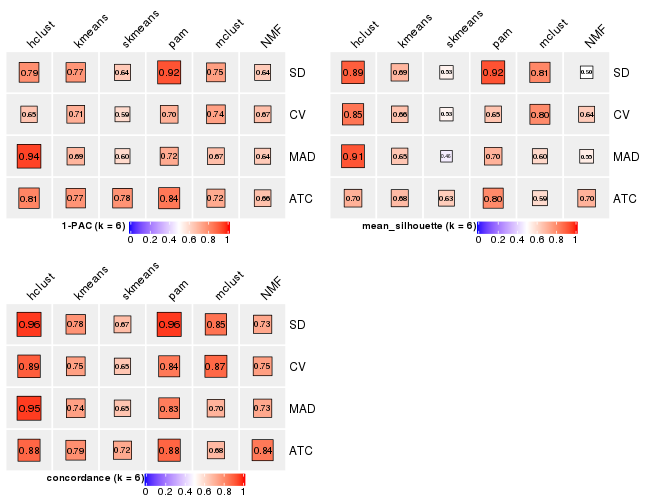 hclust kmeans skmeans pam mclust NMF
0.79 0.77 0.64 0.92 0.75 0.64 SD
0.65 0.71 0.59 0.70 0.74 0.67 CV
0.94 0.69 0.60 0.72 0.67 0.64 MAD
0.81 0.77 0.78 0.84 0.72 0.66 ATC
1-PAC (k = 6)
0 0.2 0.4 0.6 0.8 1
hclust kmeans skmeans pam mclust NMF
0.89 0.69 0.53 0.92 0.81 0.50 SD
0.85 0.66 0.53 0.65 0.80 0.64 CV
0.91 0.65 0.70 0.60 0.55 MAD
0.70 0.68 0.63 0.80 0.59 0.70 ATC
mean_silhouette (k = 6)
0 0.2 0.4 0.6 0.8 1
hclust kmeans skmeans pam mclust NMF
0.96 0.78 0.67 0.96 0.85 0.73 SD
0.89 0.75 0.65 0.84 0.87 0.75 CV
0.95 0.74 0.65 0.83 0.70 0.73 MAD
0.88 0.79 0.72 0.88 0.68 0.84 ATC
concordance (k = 6)
0 0.2 0.4 0.6 0.8 1